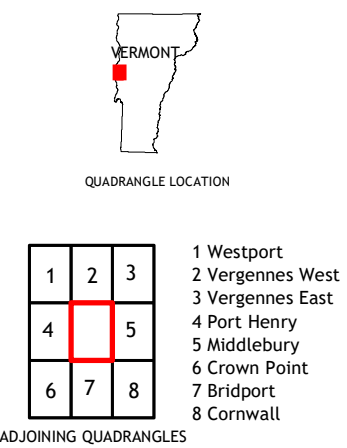 VERMONT
QUADRANGLE LOCATION
1 2 3
4 5
6 7 8
1 Westport
2 Vergennes West
3 Vergennes East
4 Port Henry
5 Middlebury
6 Crown Point
7 Bridport
8 Cornwall
ADJOINING QUADRANGLES